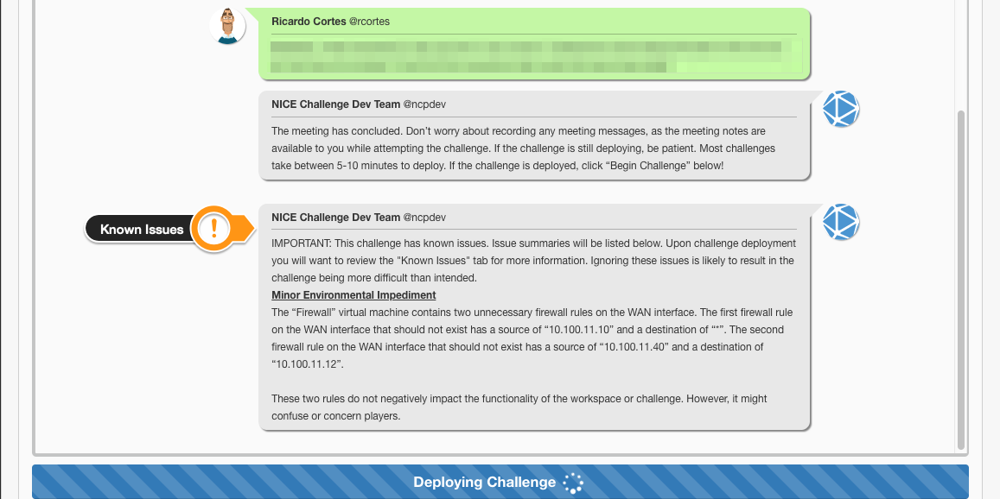 Ricardo Cortes @rcortes
NICE Challenge Dev Team @ncpdev
The meeting has concluded. Don’t worry about recording any meeting messages, as the meeting notes are
available to you while attempting the challenge. If the challenge is still deploying, be patient. Most challenges
take between 5-10 minutes to deploy. If the challenge is deployed, click “Begin Challenge” below!
Known Issues
NICE Challenge Dev Team @ncpdev
IMPORTANT: This challenge has known issues. Issue summaries will be listed below. Upon challenge deployment
you will want to review the "Known Issues" tab for more information. Ignoring these issues is likely to result in the
challenge being more difficult than intended.
Minor Environmental Impediment
The “Firewall” virtual machine contains two unnecessary firewall rules on the WAN interface. The first firewall rule
on the WAN interface that should not exist has a source of “10.100.11.10” and a destination of “*”. The second
firewall rule on the WAN interface that should not exist has a source of “10.100.11.40” and a destination of
“10.100.11.12”.
These two rules do not negatively impact the functionality of the workspace or challenge. However, it might
confuse or concern players.
Deploying Challenge